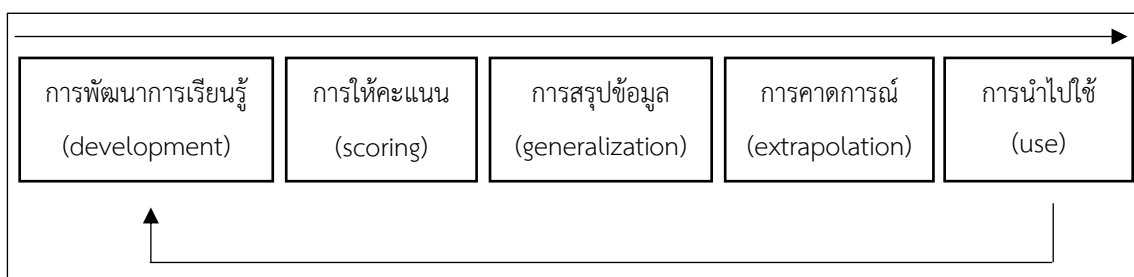 การพัฒนาการเรียนรู้
(development)
การให้คะแนน
(scoring)
การสรุปข้อมูล
(generalization)
การคาดการณ์
(extrapolation)
การนำไปใช้
(use)